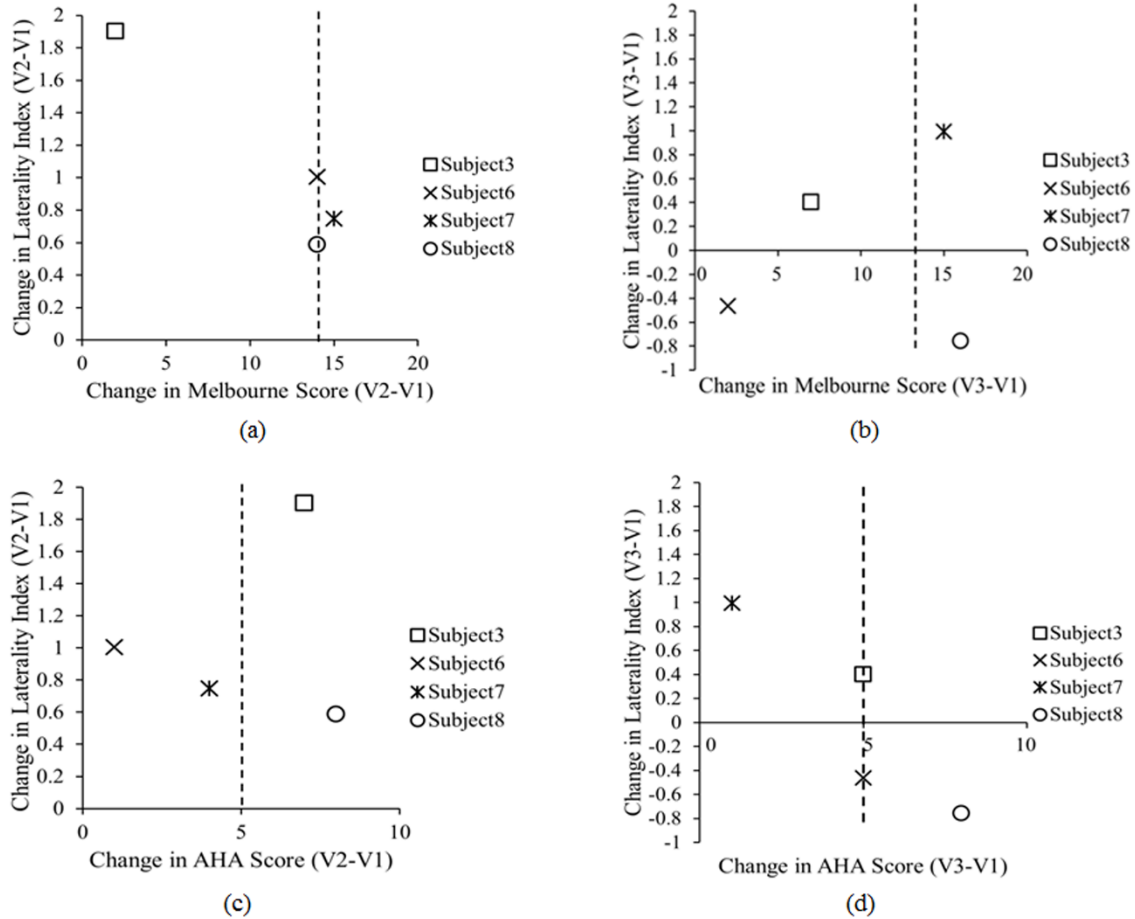 Change in Laterality Index (V2-V1)
2
1.8
1.6
1.4
1.2
1
0.8
0.6
0.4
0.2
0
0 5 10 15 20
Change in Melbourne Score (V2-V1)
Subject3
Subject6
Subject7
Subject8
(a)
Change in Laterality Index (V3-V1)
2
1.8
1.6
1.4
1.2
1
0.8
0.6
0.4
0.2
0
-0.2
-0.4
-0.6
-0.8
-1
0 5 10 15 20
Change in Melbourne Score (V3-V1)
Subject3
Subject6
Subject7
Subject8
(b)
Change in Laterality Index (V2-V1)
2
1.8
1.6
1.4
1.2
1
0.8
0.6
0.4
0.2
0
0 5 10
Change in AHA Score (V2-V1)
Subject3
Subject6
Subject7
Subject8
(c)
Change in Laterality Index (V3-V1)
2
1.8
1.6
1.4
1.2
1
0.8
0.6
0.4
0.2
0
-0.2
-0.4
-0.6
-0.8
-1
0 5 10
Change in AHA Score (V3-V1)
Subject3
Subject6
Subject7
Subject8
(d)